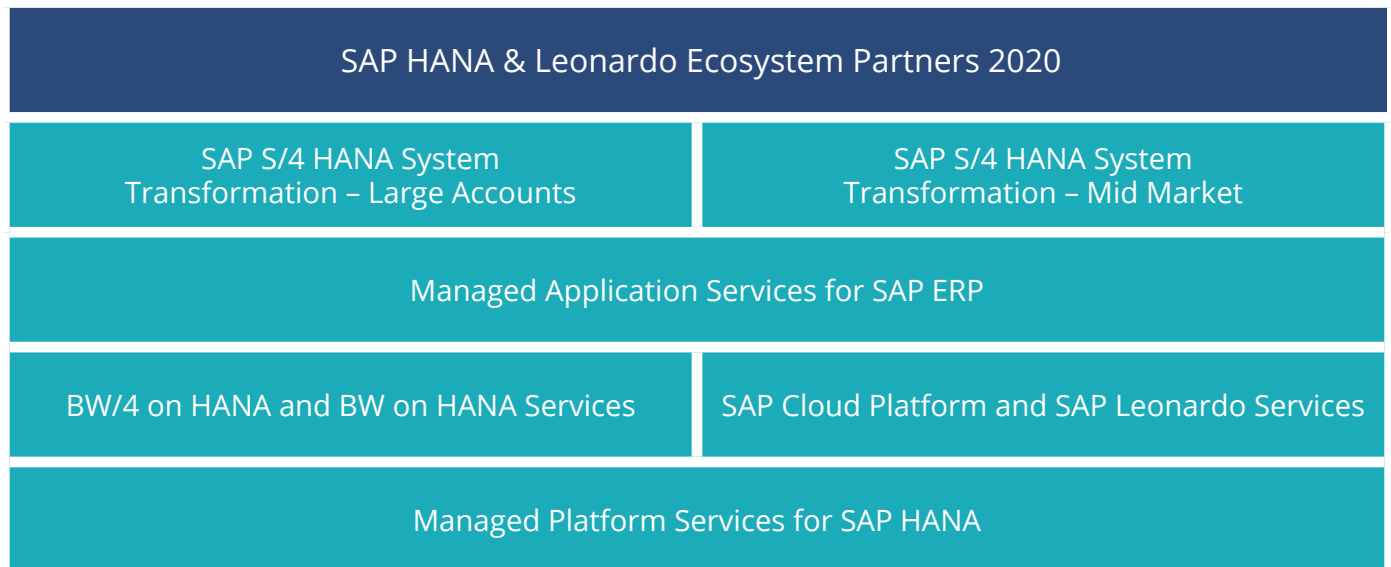 SAP HANA & Leonardo Ecosystem Partners 2020
SAP S/4 HANA System
Transformation – Large Accounts
SAP S/4 HANA System
Transformation – Mid Market
Managed Application Services for SAP ERP
BW/4 on HANA and BW on HANA Services
SAP Cloud Platform and SAP Leonardo Services
Managed Platform Services for SAP HANA